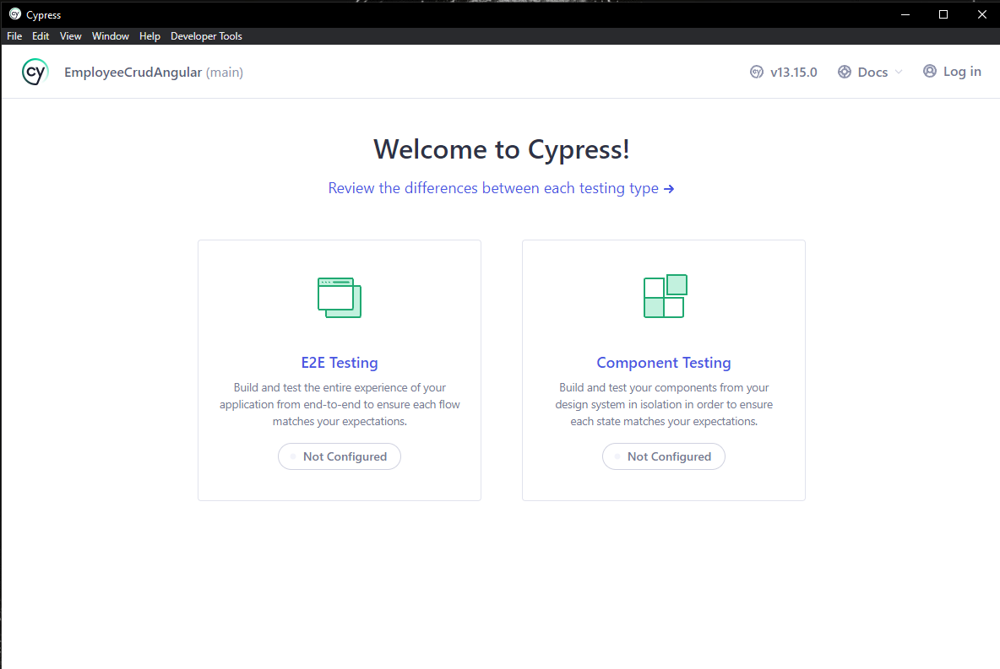 Cypress
File Edit View Window Help Developer Tools
cy EmployeeCrudAngular (main) cy v13.15.0 Docs Log in
Welcome to Cypress!
Review the differences between each testing type →
E2E Testing
Build and test the entire experience of your
application from end-to-end to ensure each flow
matches your expectations.
Not Configured
Component Testing
Build and test your components from your
design system in isolation in order to ensure
each state matches your expectations.
Not Configured